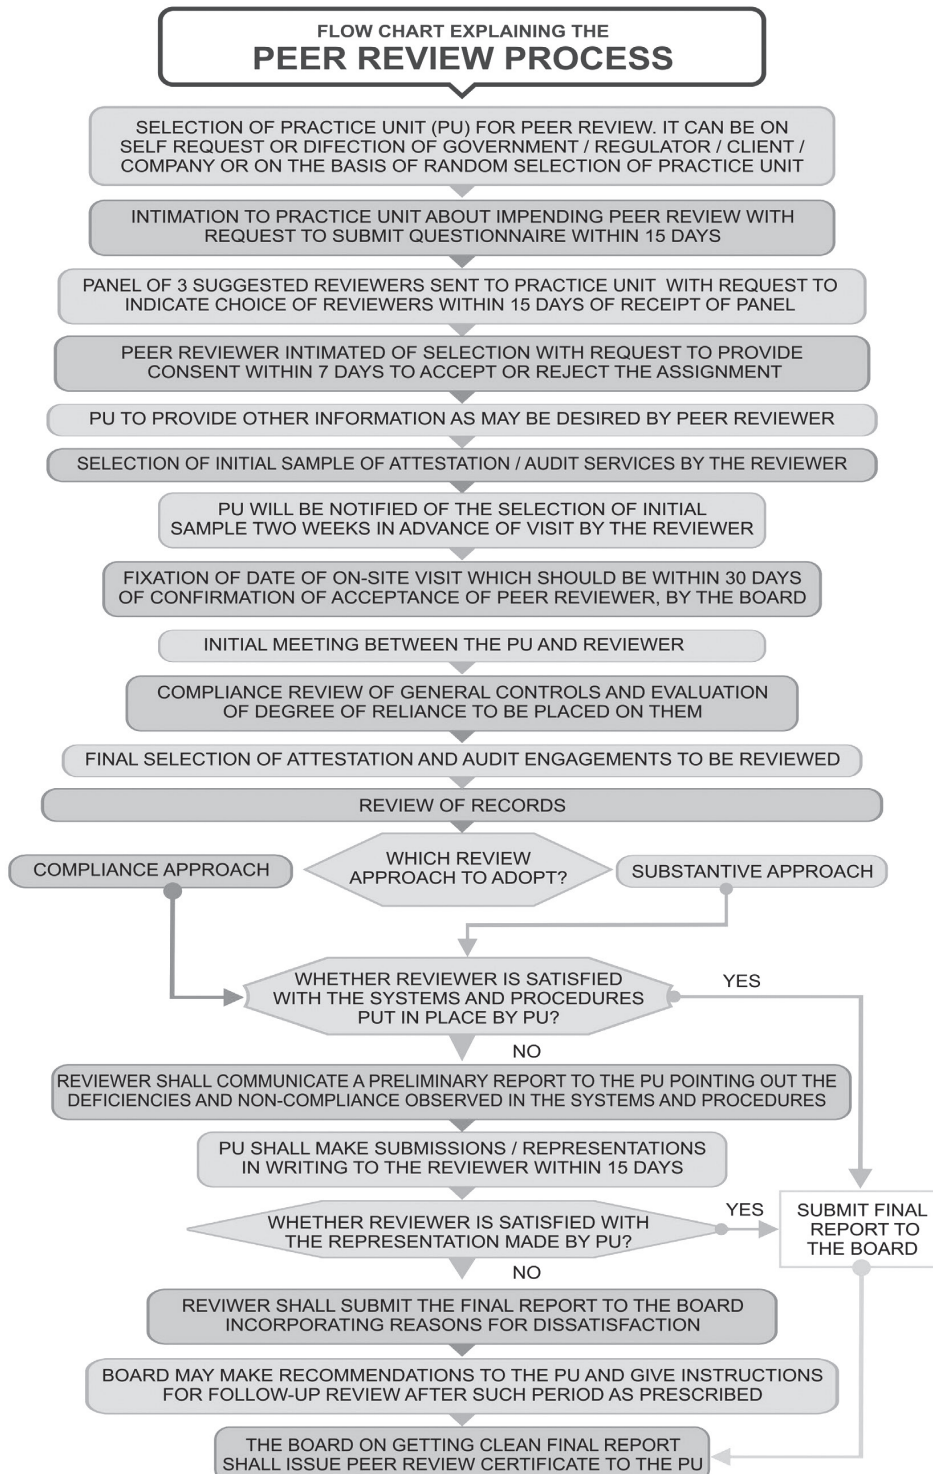 FLOW CHART EXPLAINING THE
PEER REVIEW PROCESS
SELECTION OF PRACTICE UNIT (PU) FOR PEER REVIEW. IT CAN BE ON
SELF REQUEST OR DIFECTION OF GOVERNMENT / REGULATOR / CLIENT /
COMPANY OR ON THE BASIS OF RANDOM SELECTION OF PRACTICE UNIT
INTIMATION TO PRACTICE UNIT ABOUT IMPENDING PEER REVIEW WITH
REQUEST TO SUBMIT QUESTIONNAIRE WITHIN 15 DAYS
PANEL OF 3 SUGGESTED REVIEWERS SENT TO PRACTICE UNIT WITH REQUEST TO
INDICATE CHOICE OF REVIEWERS WITHIN 15 DAYS OF RECEIPT OF PANEL
PEER REVIEWER INTIMATED OF SELECTION WITH REQUEST TO PROVIDE
CONSENT WITHIN 7 DAYS TO ACCEPT OR REJECT THE ASSIGNMENT
PU TO PROVIDE OTHER INFORMATION AS MAY BE DESIRED BY PEER REVIEWER
SELECTION OF INITIAL SAMPLE OF ATTESTATION / AUDIT SERVICES BY THE REVIEWER
PU WILL BE NOTIFIED OF THE SELECTION OF INITIAL
SAMPLE TWO WEEKS IN ADVANCE OF VISIT BY THE REVIEWER
FIXATION OF DATE OF ON-SITE VISIT WHICH SHOULD BE WITHIN 30 DAYS
OF CONFIRMATION OF ACCEPTANCE OF PEER REVIEWER, BY THE BOARD
INITIAL MEETING BETWEEN THE PU AND REVIEWER
COMPLIANCE REVIEW OF GENERAL CONTROLS AND EVALUATION
OF DEGREE OF RELIANCE TO BE PLACED ON THEM
FINAL SELECTION OF ATTESTATION AND AUDIT ENGAGEMENTS TO BE REVIEWED
REVIEW OF RECORDS
COMPLIANCE APPROACH
WHICH REVIEW
APPROACH TO ADOPT?
SUBSTANTIVE APPROACH
WHETHER REVIEWER IS SATISFIED
WITH THE SYSTEMS AND PROCEDURES
PUT IN PLACE BY PU?
YES
NO
REVIEWER SHALL COMMUNICATE A PRELIMINARY REPORT TO THE PU POINTING OUT THE
DEFICIENCIES AND NON-COMPLIANCE OBSERVED IN THE SYSTEMS AND PROCEDURES
PU SHALL MAKE SUBMISSIONS / REPRESENTATIONS
IN WRITING TO THE REVIEWER WITHIN 15 DAYS
WHETHER REVIEWER IS SATISFIED WITH
THE REPRESENTATION MADE BY PU?
YES
SUBMIT FINAL
REPORT TO
THE BOARD
NO
REVIWER SHALL SUBMIT THE FINAL REPORT TO THE BOARD
INCORPORATING REASONS FOR DISSATISFACTION
BOARD MAY MAKE RECOMMENDATIONS TO THE PU AND GIVE INSTRUCTIONS
FOR FOLLOW-UP REVIEW AFTER SUCH PERIOD AS PRESCRIBED
THE BOARD ON GETTING CLEAN FINAL REPORT
SHALL ISSUE PEER REVIEW CERTIFICATE TO THE PU